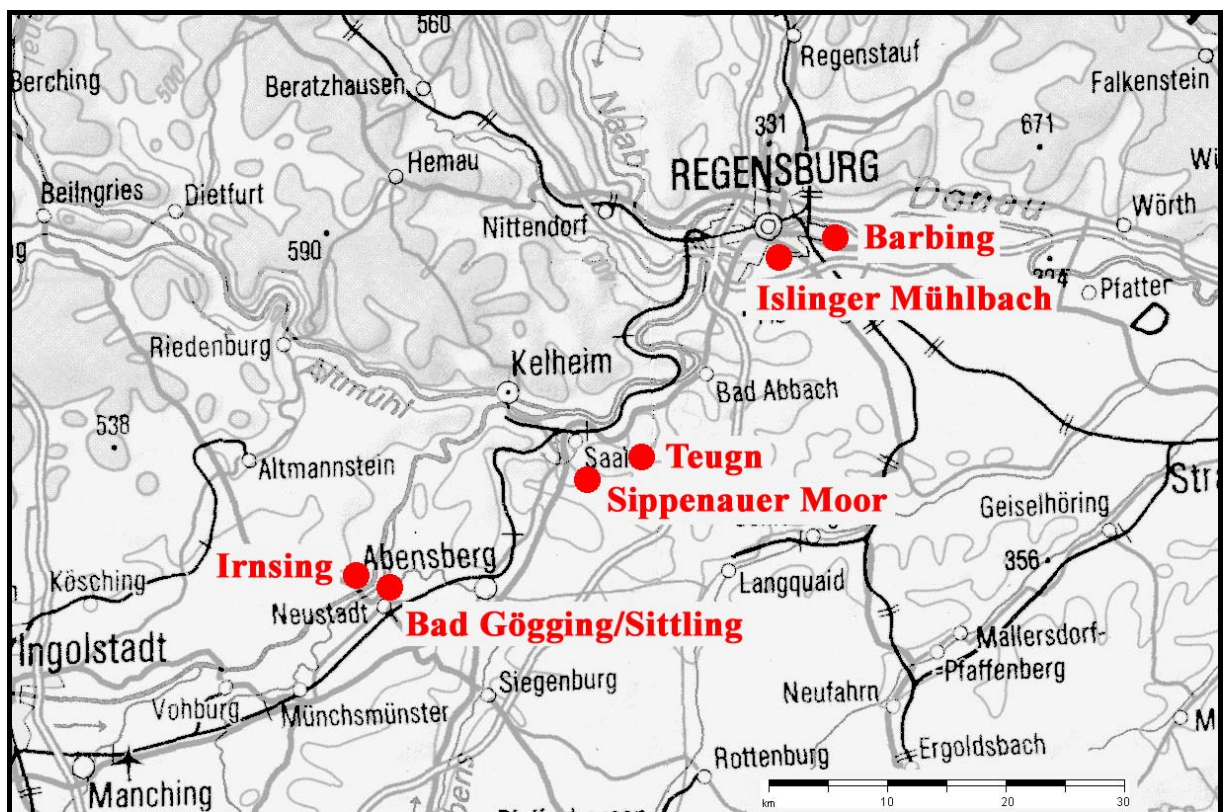 560
Regenstauf
Berching
500
Beratzhausen
Naab
Falkenstein
331
671
Hemau
REGENSBURG
Beilngries
Dietfurt
Donau
Wörth
Nittendorf
590
Barbing
Pfatter
Islinger Mühlbach
Riedenburg
Kelheim
Altmühl
Bad Abbach
538
Altmannstein
Saal
Teugn
Sippenauer Moor
Geiselhöring
Abensberg
Irnsing
356
Kösching
Langquaid
Neustadt
Bad Gögging/Sittling
Mallersdorf-
Ingolstadt
-Pfaffenberg
Siegenburg
Neufahrn
Vohburg
Münchsmünster
Ergoldsbach
Rottenburg
Manching
km 10 20 30